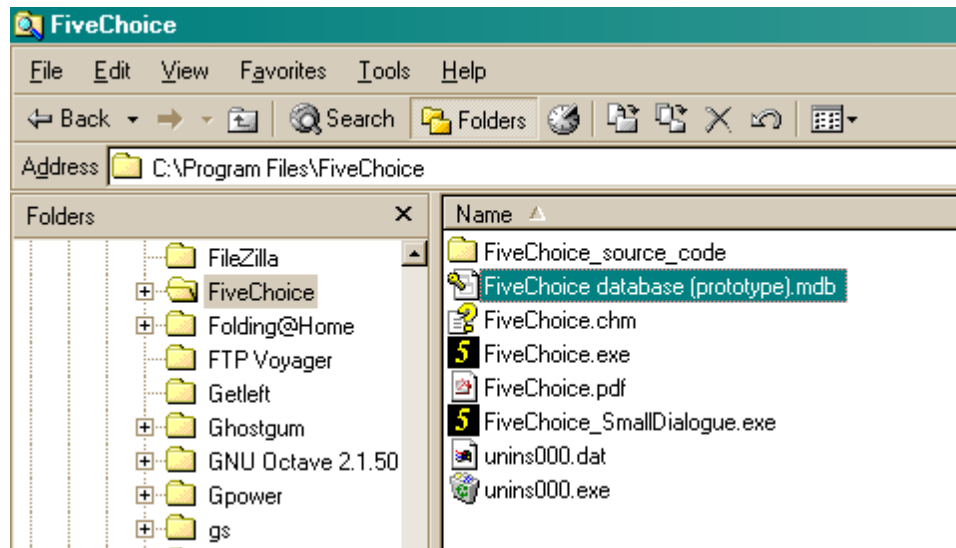 FiveChoice
File Edit View Favorites Tools Help
Back Search Folders
Address C:\Program Files\FiveChoice
Folders
FileZilla
FiveChoice
Folding@Home
FTP Voyager
Getleft
Ghostgum
GNU Octave 2.1.50
Gpower
gs
Name
FiveChoice_source_code
FiveChoice database (prototype).mdb
FiveChoice.chm
5 FiveChoice.exe
FiveChoice.pdf
5 FiveChoice_SmallDialogue.exe
unins000.dat
unins000.exe